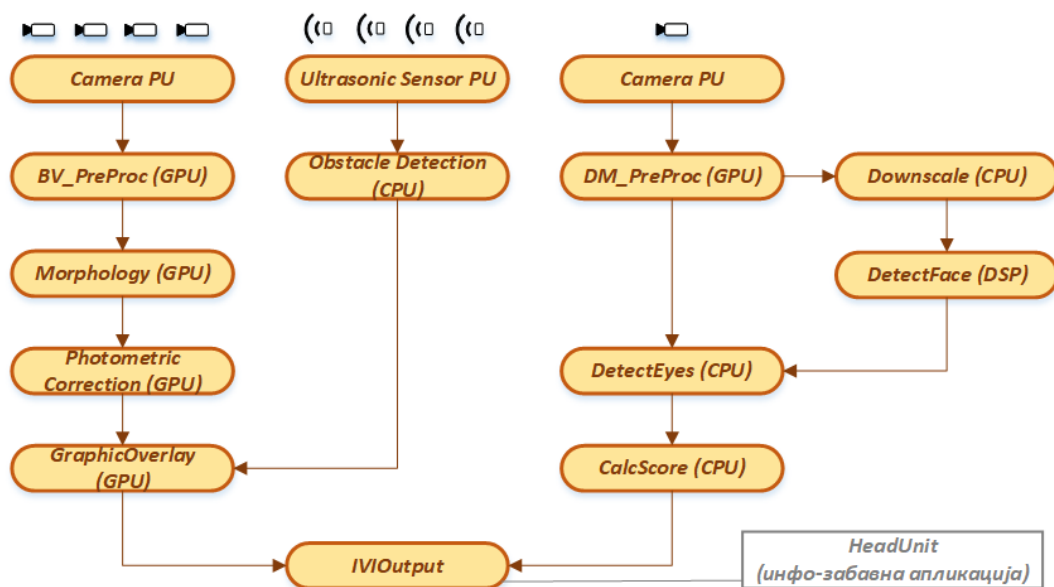 Camera PU
Ultrasonic Sensor PU
Camera PU
BV_PreProc (GPU)
Obstacle Detection
(CPU)
DM_PreProc (GPU)
Downscale (CPU)
Morphology (GPU)
DetectFace (DSP)
Photometric
Correction (GPU)
DetectEyes (CPU)
GraphicOverlay
(GPU)
CalcScore (CPU)
IVIOutput
HeadUnit
(инфо-забавна апликација)